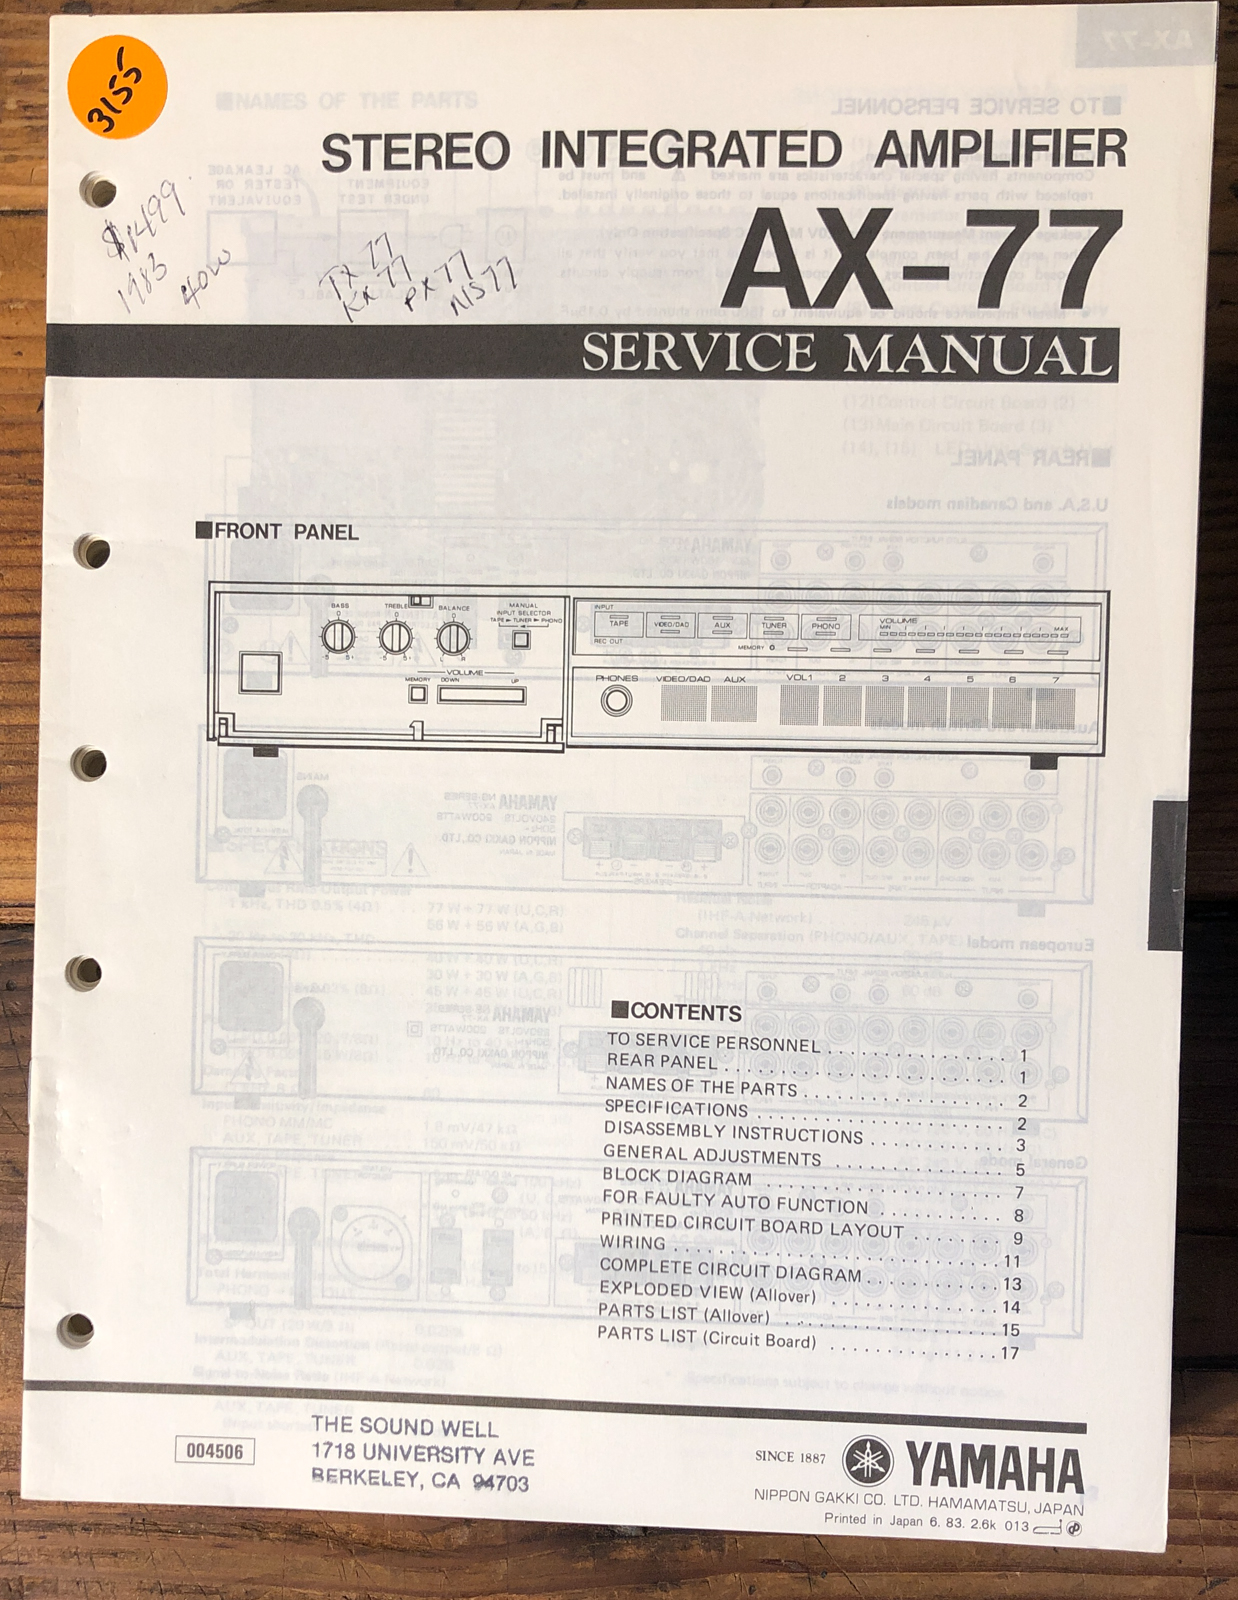 3155
STEREO INTEGRATED AMPLIFIER
AX-77
$1499
1983
40W
TX 77
KX 77
PX 77
NS 77
SERVICE MANUAL
■FRONT PANEL
BASS
TREBLE
BALANCE
MANUAL
INPUT SELECTOR
TAPE TUNER PHONO
VOLUME
MEMORY DOWN UP
INPUT
TAPE VIDEO/DAD AUX TUNER PHONO
REC OUT
MEMORY
VOLUME
MIN MAX
PHONES VIDEO/DAD AUX VOL1 2 3 4 5 6 7
■CONTENTS
TO SERVICE PERSONNEL . . . . . . . . . . . . . . . . 1
REAR PANEL . . . . . . . . . . . . . . . . . . . . . . . . 1
NAMES OF THE PARTS . . . . . . . . . . . . . . . . . 2
SPECIFICATIONS . . . . . . . . . . . . . . . . . . . . . 2
DISASSEMBLY INSTRUCTIONS . . . . . . . . . . . 3
GENERAL ADJUSTMENTS . . . . . . . . . . . . . . 5
BLOCK DIAGRAM . . . . . . . . . . . . . . . . . . . . 7
FOR FAULTY AUTO FUNCTION . . . . . . . . . . 8
PRINTED CIRCUIT BOARD LAYOUT . . . . . . . 9
WIRING . . . . . . . . . . . . . . . . . . . . . . . . . . . 11
COMPLETE CIRCUIT DIAGRAM . . . . . . . . . . 13
EXPLODED VIEW (Allover) . . . . . . . . . . . . . 14
PARTS LIST (Allover) . . . . . . . . . . . . . . . . . 15
PARTS LIST (Circuit Board) . . . . . . . . . . . . . 17
004506
THE SOUND WELL
1718 UNIVERSITY AVE
BERKELEY, CA 94703
SINCE 1887 YAMAHA
NIPPON GAKKI CO. LTD. HAMAMATSU, JAPAN
Printed in Japan 6. 83. 2.6k 013